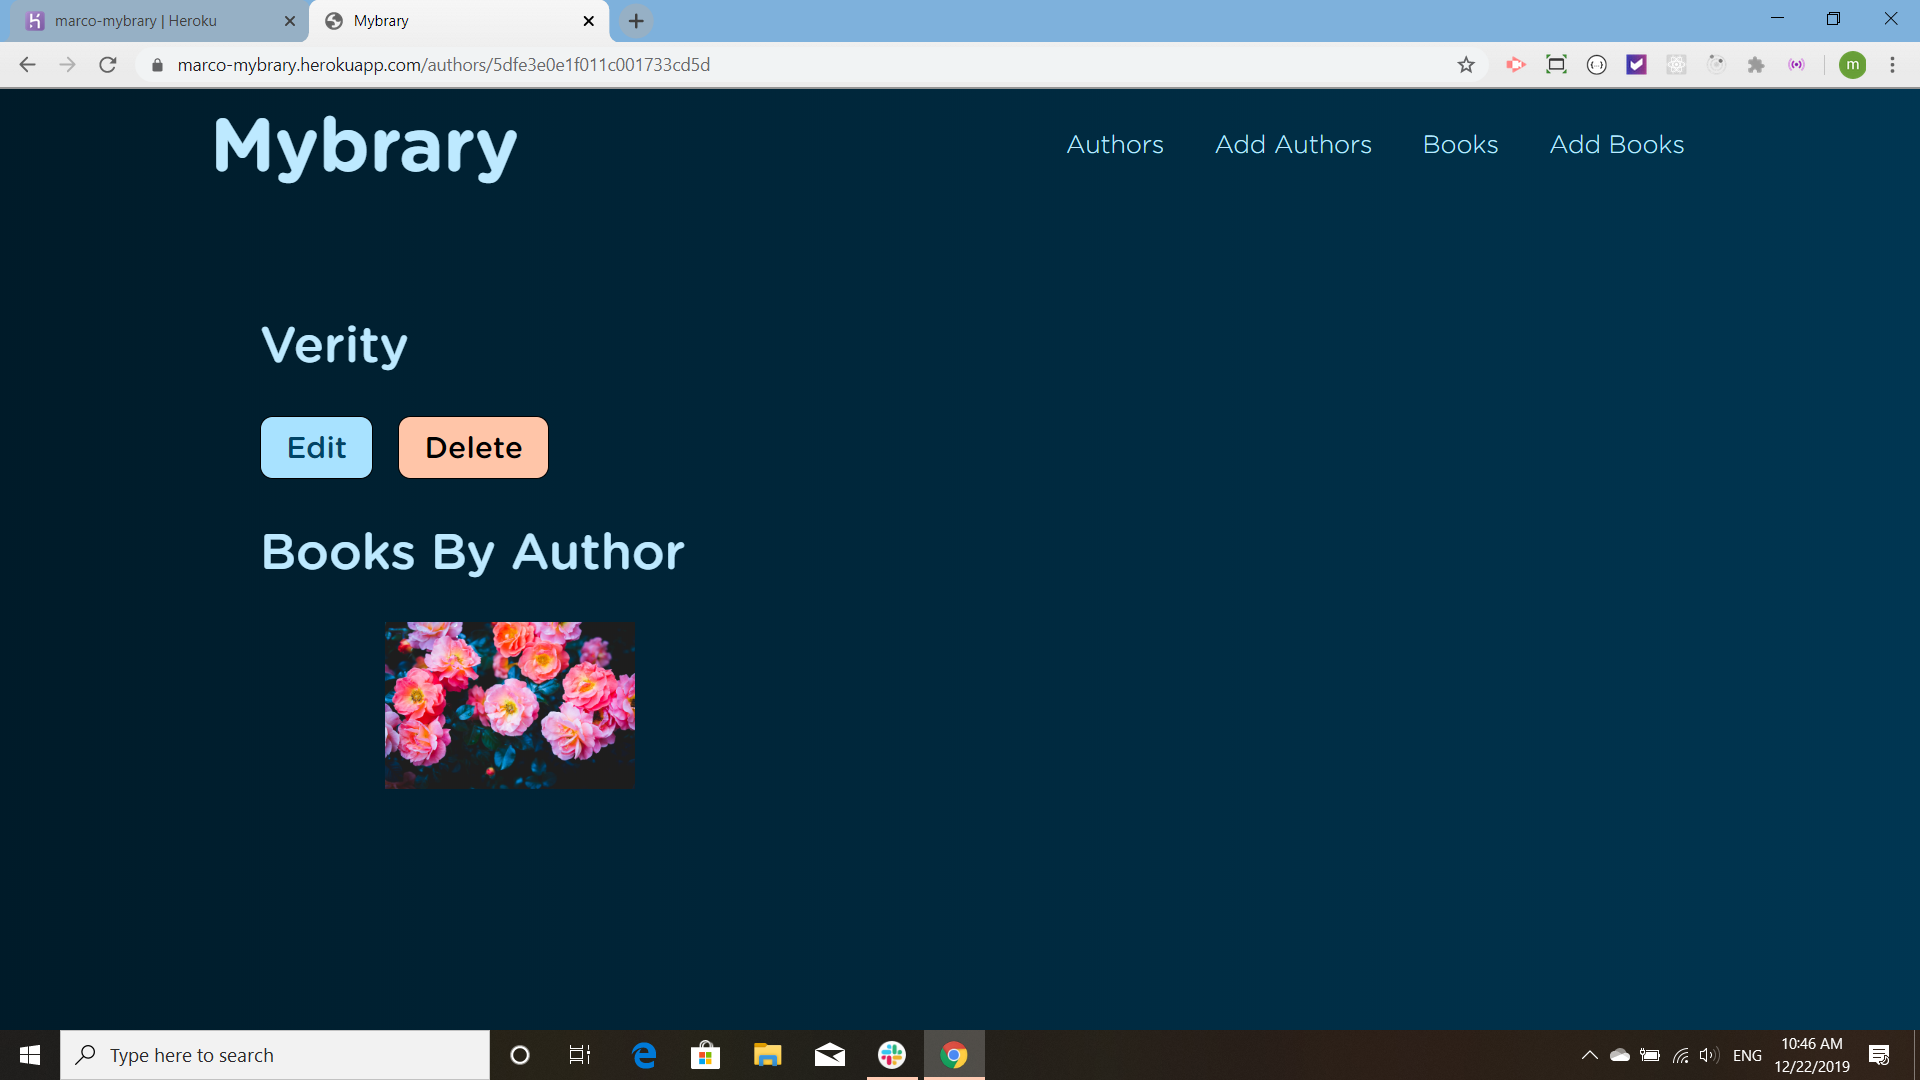 marco-mybrary | Heroku
Mybrary
marco-mybrary.herokuapp.com/authors/5dfe3e0e1f011c001733cd5d
m
Mybrary
Authors Add Authors Books Add Books
Verity
Edit Delete
Books By Author
Type here to search
ENG
10:46 AM
12/22/2019